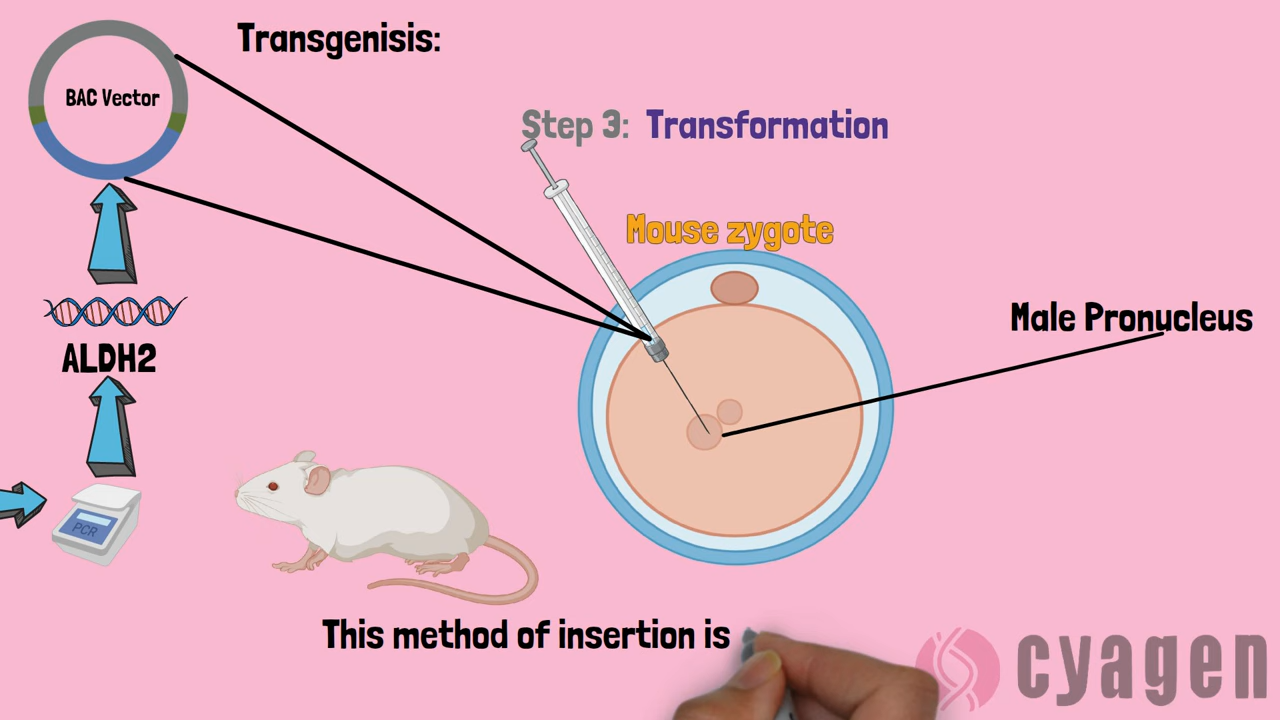 Transgenisis:
BAC Vector
Step 3: Transformation
Mouse zygote
Male Pronucleus
ALDH2
PCR
This method of insertion is
cyagen